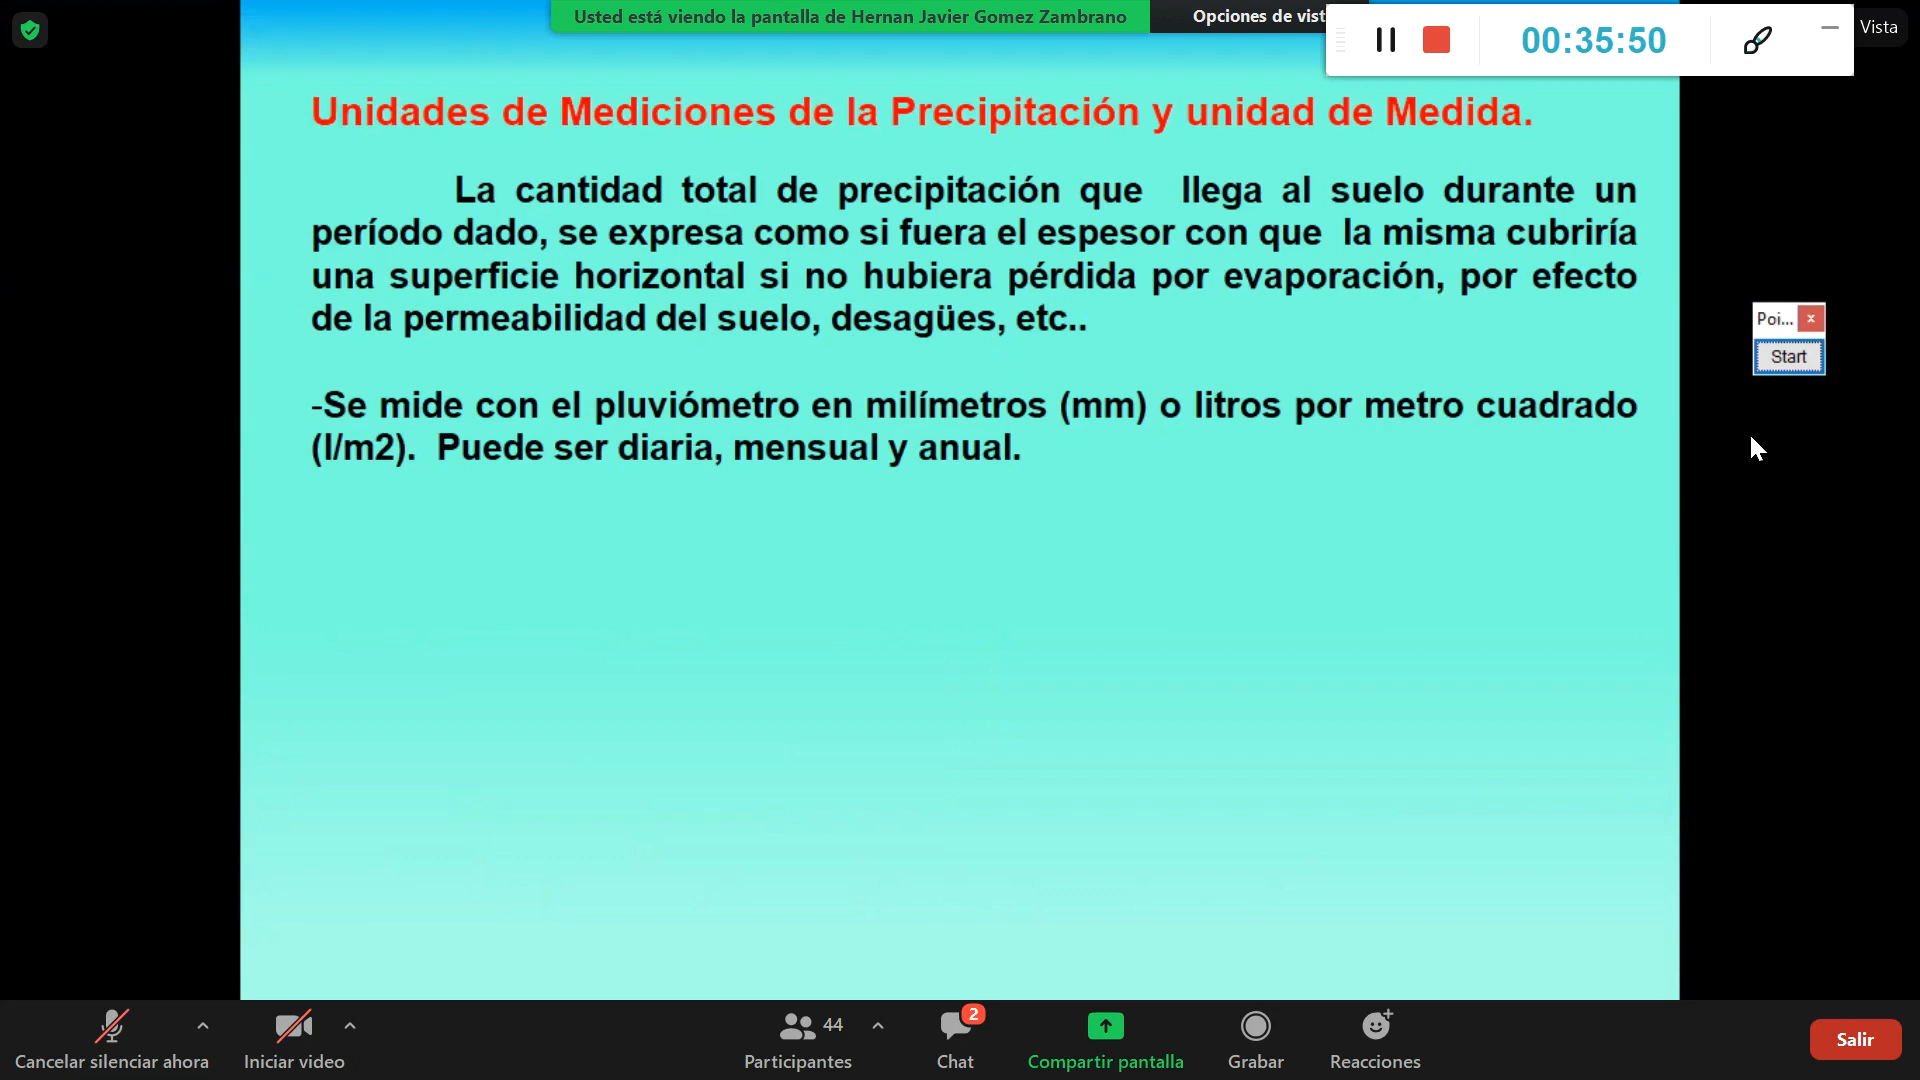 Usted está viendo la pantalla de Hernan Javier Gomez Zambrano
Opciones de vist
00:35:50
Vista
Unidades de Mediciones de la Precipitación y unidad de Medida.
La cantidad total de precipitación que llega al suelo durante un
período dado, se expresa como si fuera el espesor con que la misma cubriría
una superficie horizontal si no hubiera pérdida por evaporación, por efecto
de la permeabilidad del suelo, desagües, etc..
Poi...
Start
-Se mide con el pluviómetro en milímetros (mm) o litros por metro cuadrado
(l/m2). Puede ser diaria, mensual y anual.
Cancelar silenciar ahora
Iniciar video
44
Participantes
2
Chat
Compartir pantalla
Grabar
Reacciones
Salir